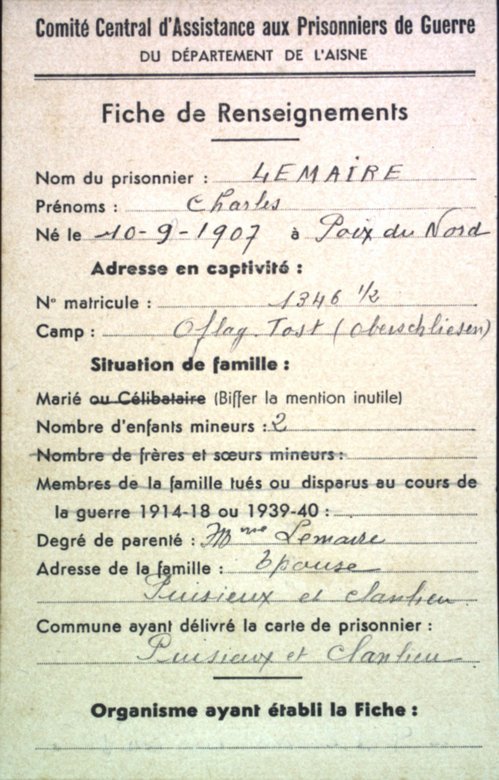 Comité Central d'Assistance aux Prisonniers de Guerre
DU DÉPARTEMENT DE L'AISNE
Fiche de Renseignements
Nom du prisonnier : LEMAIRE
Prénoms : Charles
Né le 10-9-1907 à Poix du Nord
Adresse en captivité :
N° matricule : 1346 1/2
Camp : Oflag. Tost (Oberschliesen)
Situation de famille :
Marié ou Célibataire (Biffer la mention inutile)
Nombre d'enfants mineurs : 2
Nombre de frères et sœurs mineurs :
Membres de la famille tués ou disparus au cours de
la guerre 1914-18 ou 1939-40 :
Degré de parenté : Mme Lemaire
Adresse de la famille : Epouse
Puisieux et Clanlieu
Commune ayant délivré la carte de prisonnier :
Puisieux et Clanlieu
Organisme ayant établi la Fiche :